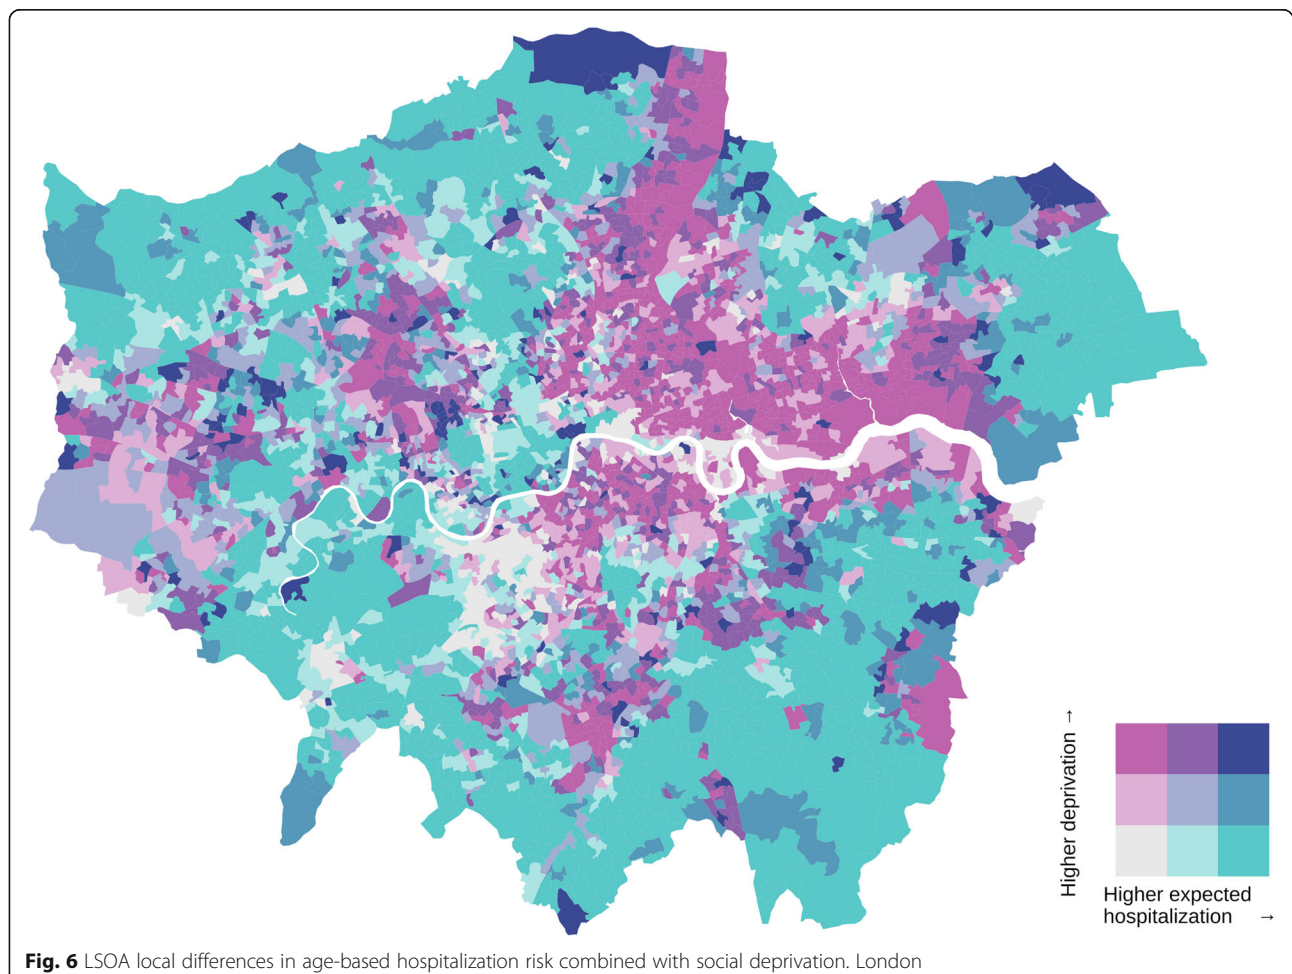 Higher deprivation →
Higher expected
hospitalization →
Fig. 6 LSOA local differences in age-based hospitalization risk combined with social deprivation. London